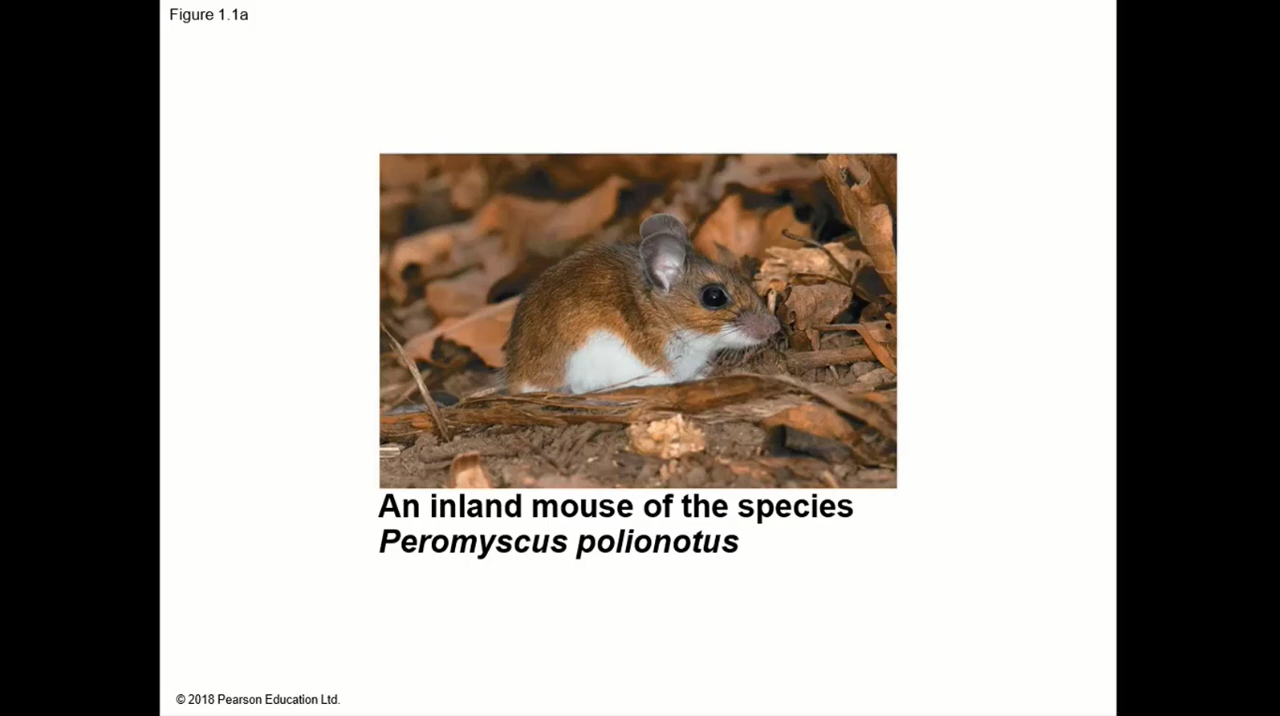 Figure 1.1a
An inland mouse of the species
Peromyscus polionotus
© 2018 Pearson Education Ltd.